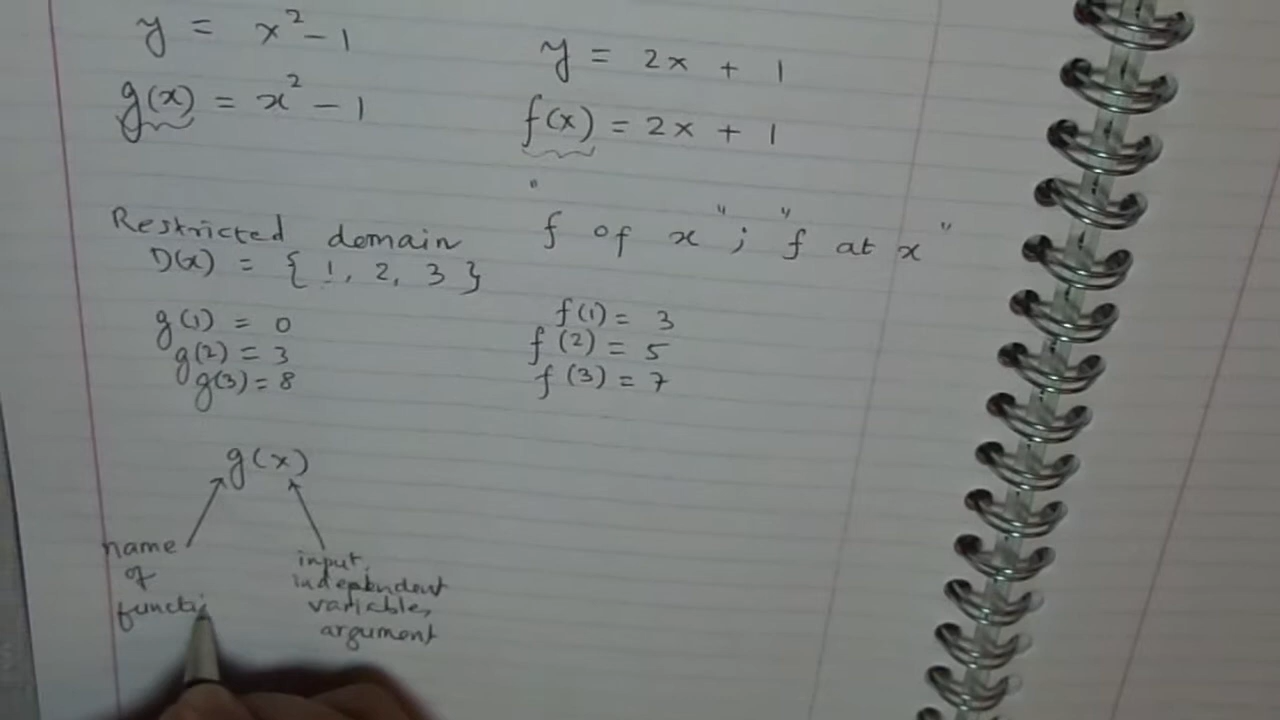 y = x² - 1
g(x) = x² - 1
y = 2x + 1
f(x) = 2x + 1
"f of x"; "f at x"
Restricted domain
D(x) = { 1, 2, 3 }
g(1) = 0
g(2) = 3
g(3) = 8
f(1) = 3
f(2) = 5
f(3) = 7
g(x)
name
of
functi
input,
independent
variable,
argument